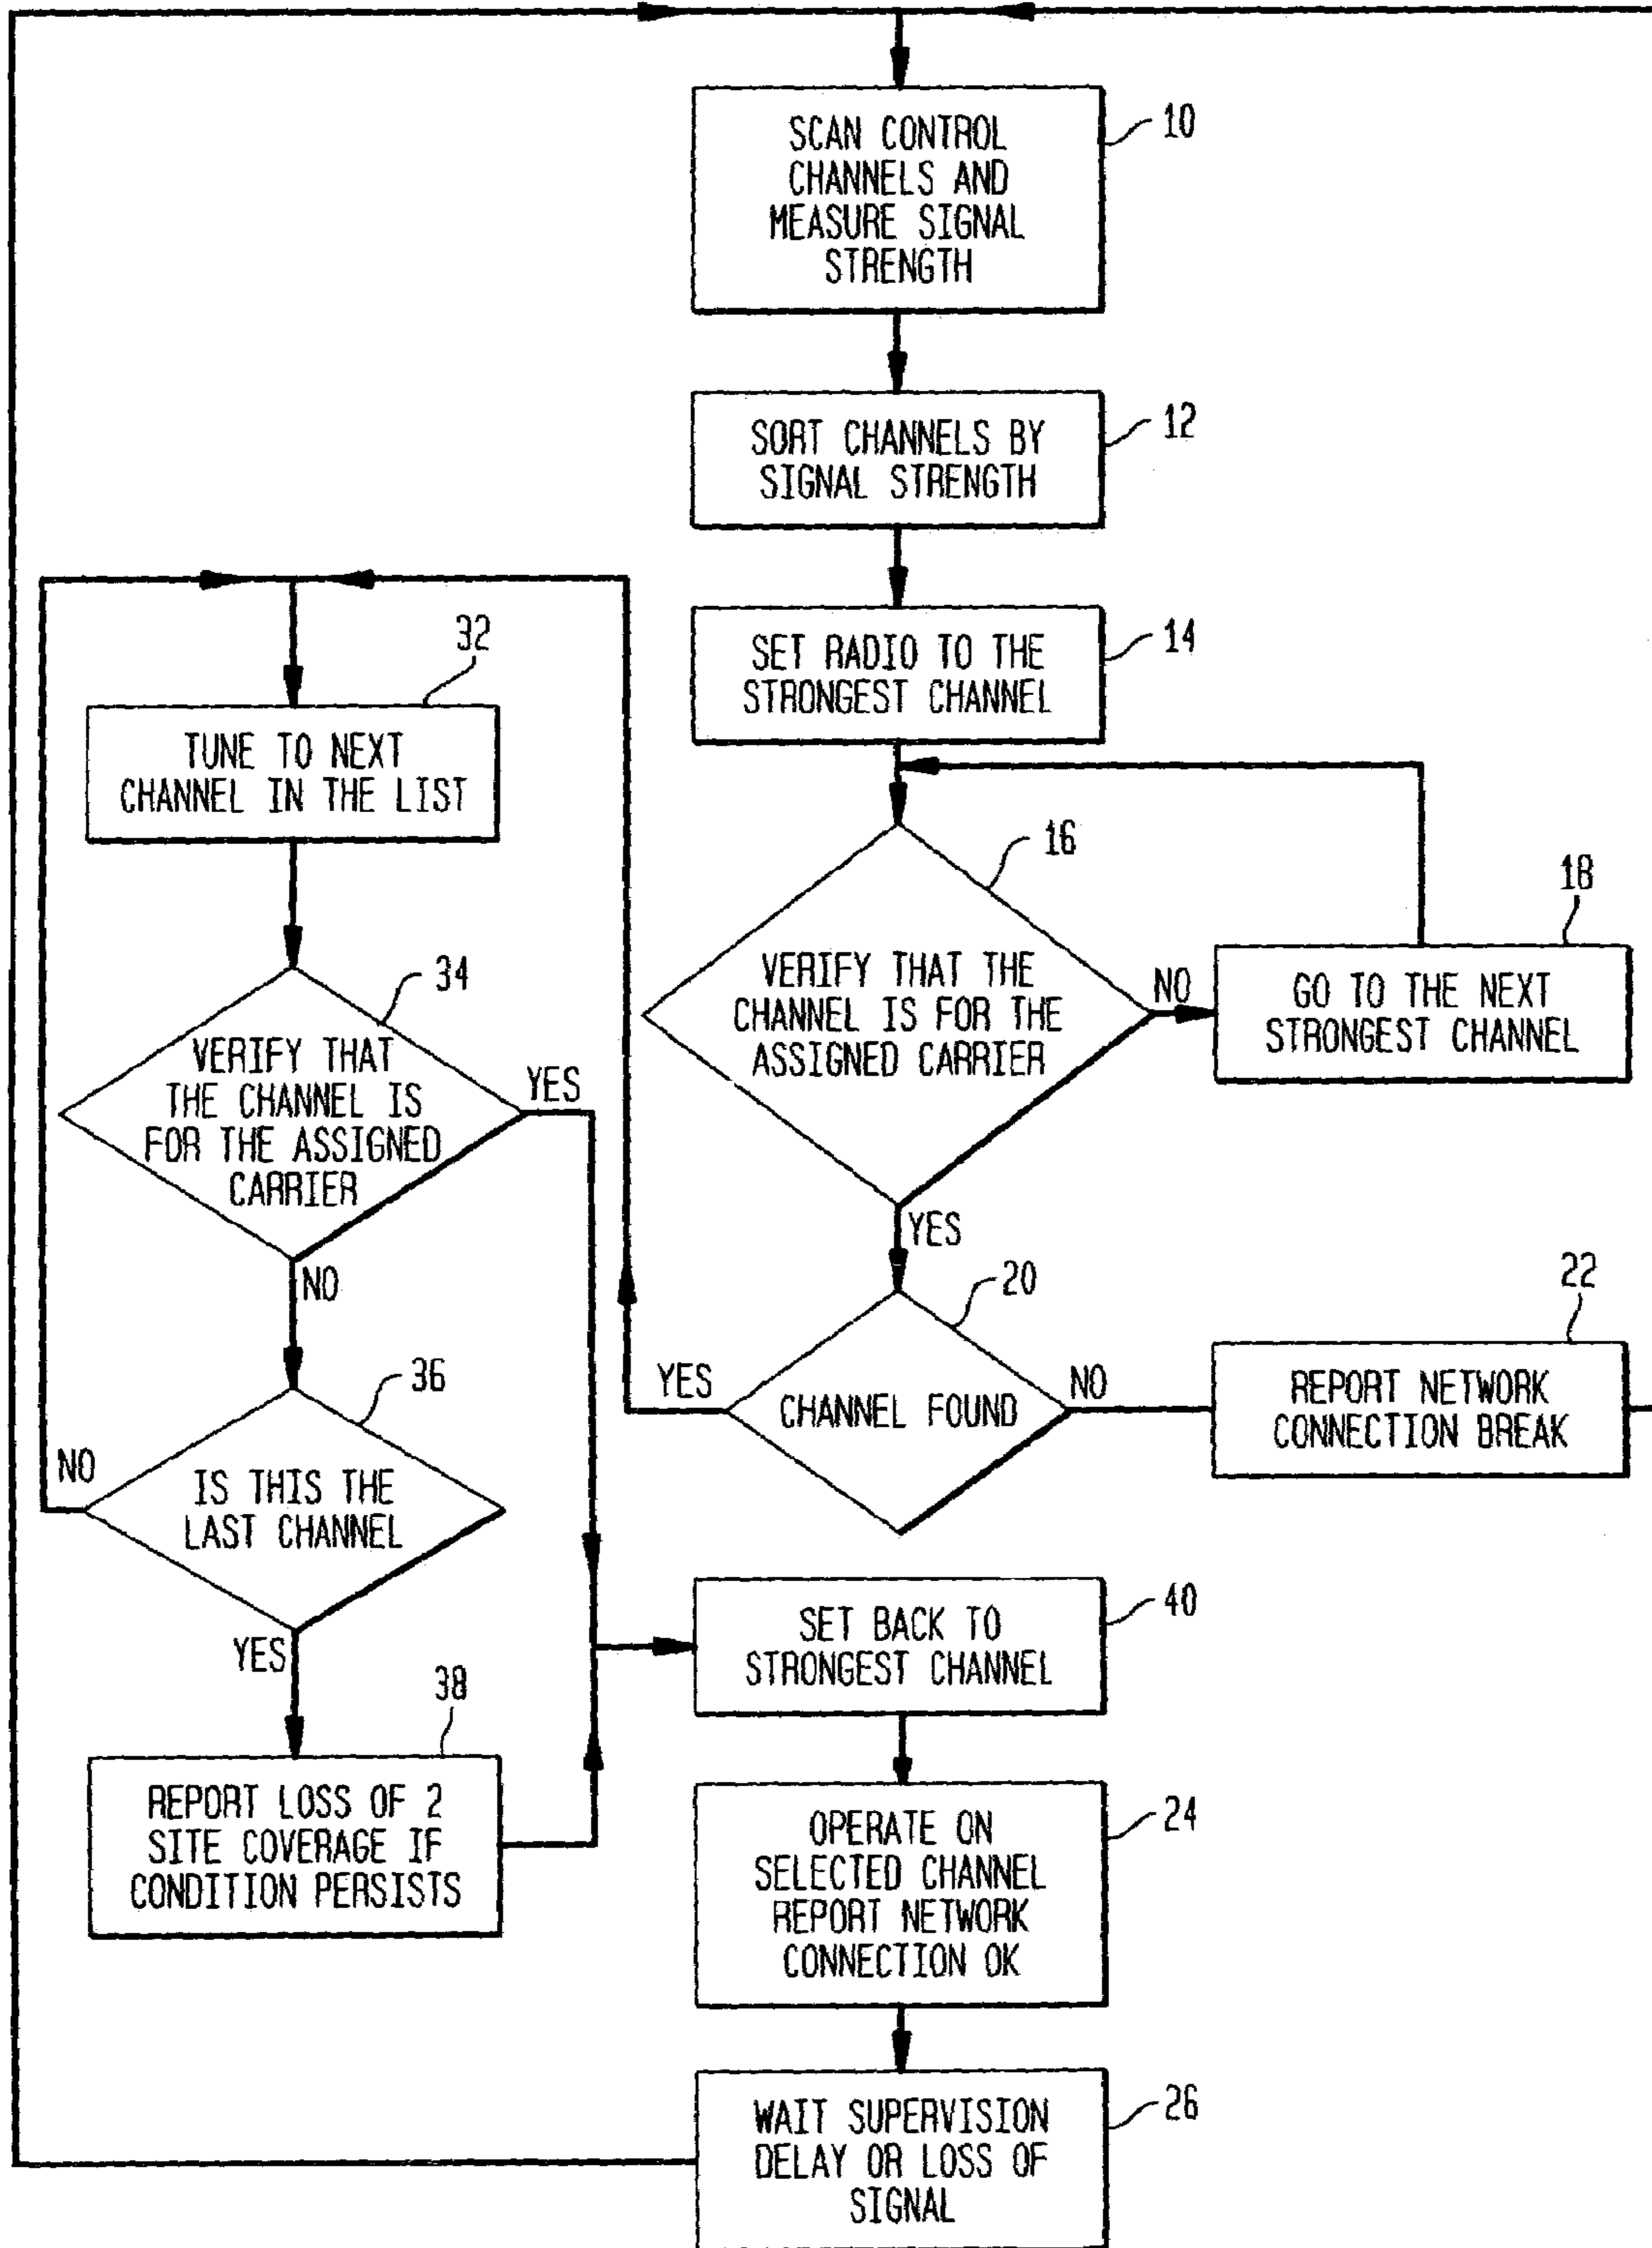 SCAN CONTROL
CHANNELS AND
MEASURE SIGNAL
STRENGTH
10
SORT CHANNELS BY
SIGNAL STRENGTH
12
SET RADIO TO THE
STRONGEST CHANNEL
14
VERIFY THAT THE
CHANNEL IS FOR THE
ASSIGNED CARRIER
16
NO
GO TO THE NEXT
STRONGEST CHANNEL
18
YES
CHANNEL FOUND
20
NO
REPORT NETWORK
CONNECTION BREAK
22
YES
TUNE TO NEXT
CHANNEL IN THE LIST
32
VERIFY THAT
THE CHANNEL IS
FOR THE ASSIGNED
CARRIER
34
YES
NO
IS THIS THE
LAST CHANNEL
36
NO
YES
REPORT LOSS OF 2
SITE COVERAGE IF
CONDITION PERSISTS
38
SET BACK TO
STRONGEST CHANNEL
40
OPERATE ON
SELECTED CHANNEL
REPORT NETWORK
CONNECTION OK
24
WAIT SUPERVISION
DELAY OR LOSS OF
SIGNAL
26